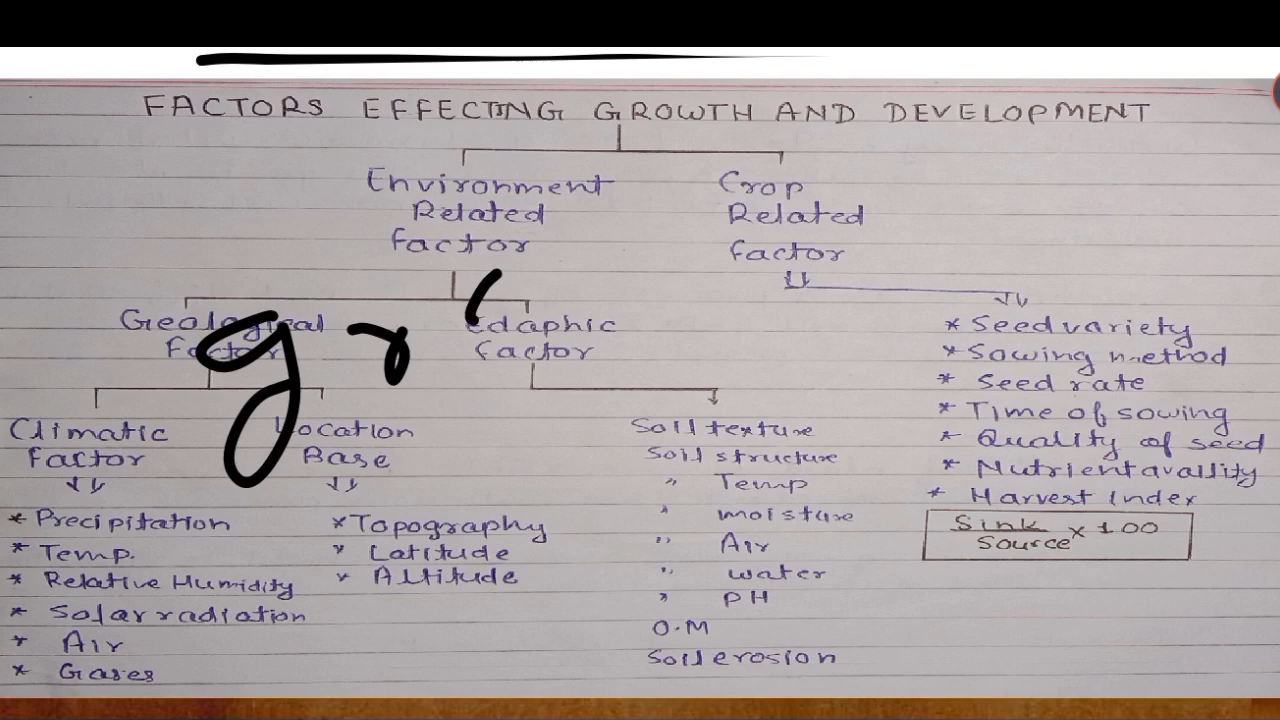 FACTORS EFFECTING GROWTH AND DEVELOPMENT
Environment
Related
factor
Crop
Related
factor
Geological
Factor
Edaphic
factor
Climatic
factor
Location
Base
* Precipitation
* Temp.
* Relative Humidity
* Solar radiation
* Air
* Gases
* Topography
" Latitude
* Altitude
Soil texture
Soil structure
" Temp
" moisture
" Air
" water
" PH
O.M
Soil erosion
* Seed variety
* Sowing method
* Seed rate
* Time of sowing
* Quality of seed
* Nutrient avality
* Harvest Index
Sink
Source
× 100